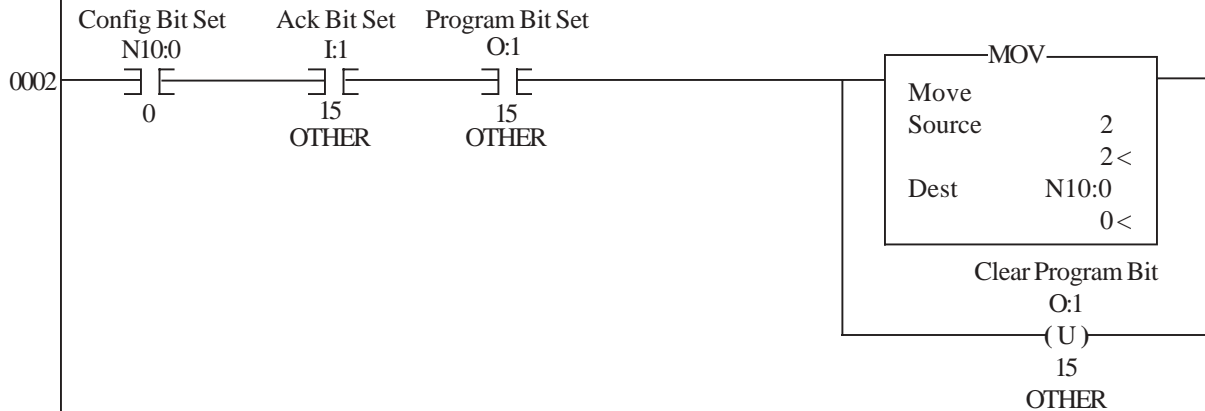 Config Bit Set Ack Bit Set Program Bit Set
N10:0 I:1 O:1
0002
0 15 15
OTHER OTHER
MOV
Move
Source 2
2<
Dest N10:0
0<
Clear Program Bit
O:1
( U )
15
OTHER